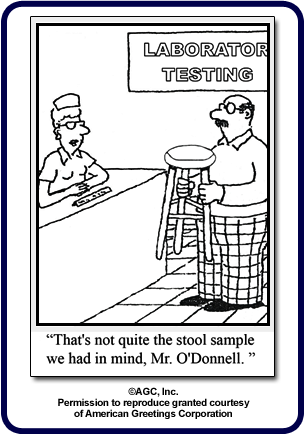 LABORATOR
TESTING
“That's not quite the stool sample
we had in mind, Mr. O'Donnell. ”
©AGC, Inc.
Permission to reproduce granted courtesy
of American Greetings Corporation